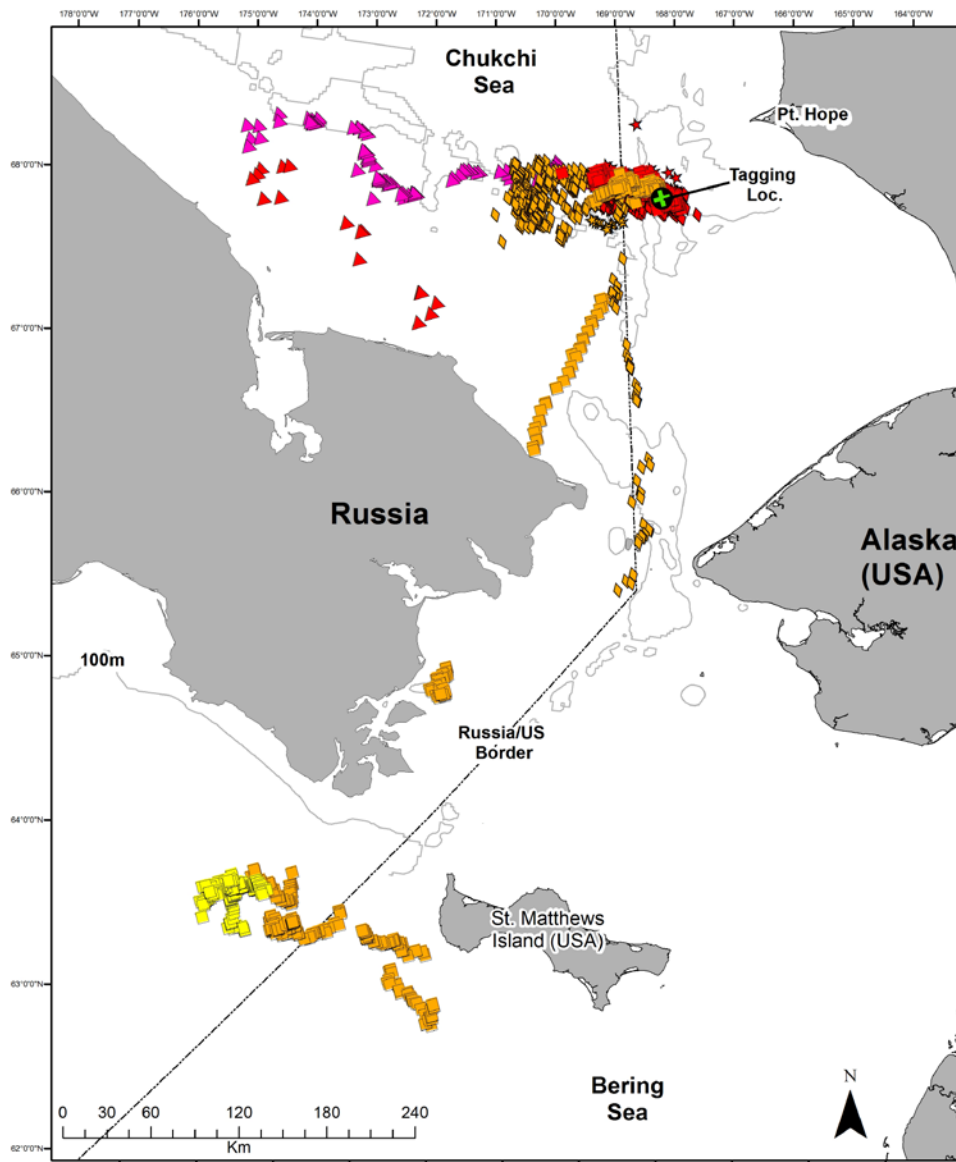 178°0'0"W 177°0'0"W 176°0'0"W 175°0'0"W 174°0'0"W 173°0'0"W 172°0'0"W 171°0'0"W 170°0'0"W 169°0'0"W 168°0'0"W 167°0'0"W 166°0'0"W 165°0'0"W 164°0'0"W
Chukchi
Sea
Pt. Hope
68°0'0"N
Tagging
Loc.
67°0'0"N
66°0'0"N
Russia
Alaska
(USA)
65°0'0"N
100m
Russia/US
Border
64°0'0"N
St. Matthews
Island (USA)
63°0'0"N
Bering
Sea
N
0 30 60 120 180 240
Km
62°0'0"N